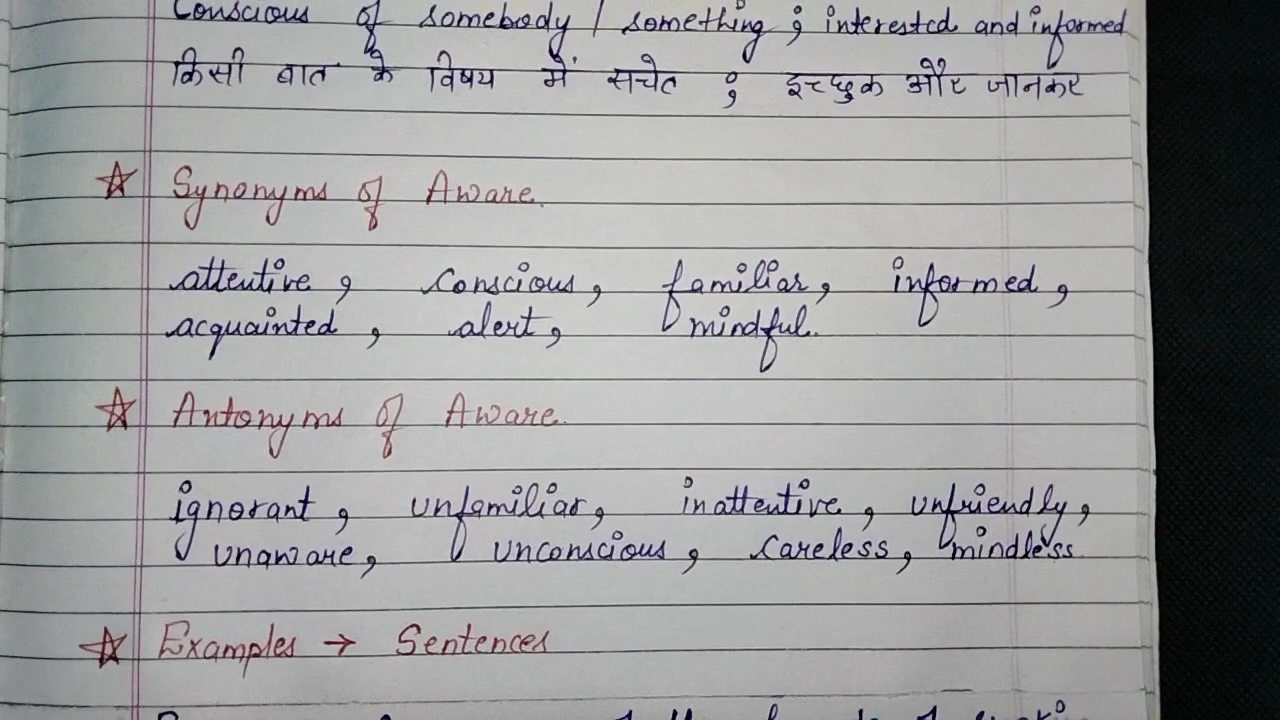 Conscious of somebody / something ; interested and informed
किसी बात के विषय में सचेत ; इच्छुक और जानकर
☆ Synonyms of Aware.
attentive, conscious, familiar, informed,
acquainted, alert, mindful.
☆ Antonyms of Aware.
ignorant, unfamiliar, inattentive, unfriendly,
unaware, unconscious, careless, mindless
☆ Examples → Sentences